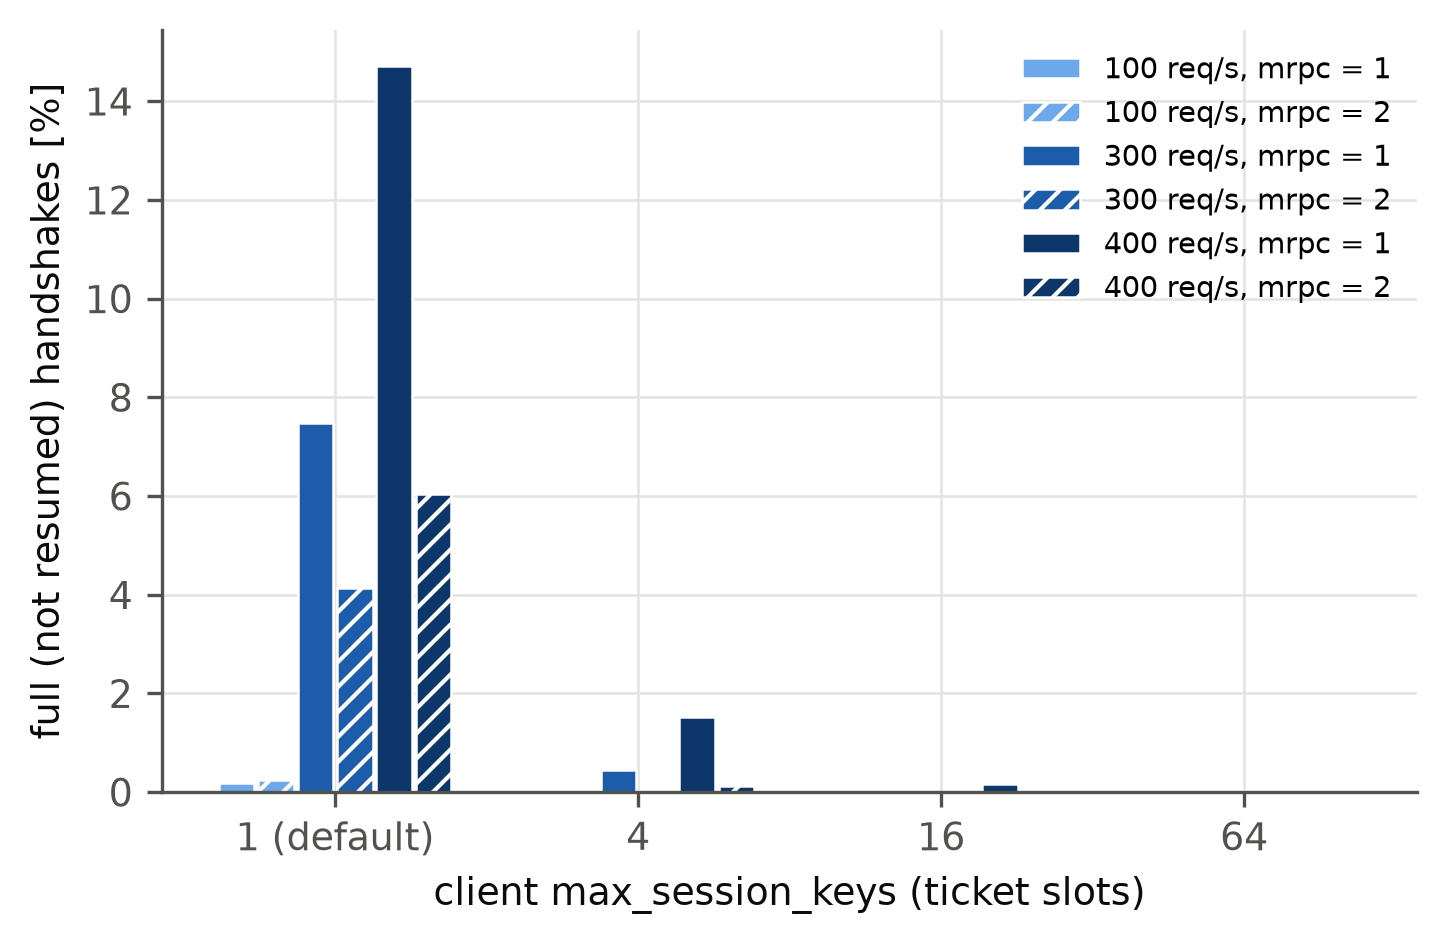 full (not resumed) handshakes [%]
14
12
10
8
6
4
2
0
100 req/s, mrpc = 1
100 req/s, mrpc = 2
300 req/s, mrpc = 1
300 req/s, mrpc = 2
400 req/s, mrpc = 1
400 req/s, mrpc = 2
1 (default)
4
16
64
client max_session_keys (ticket slots)